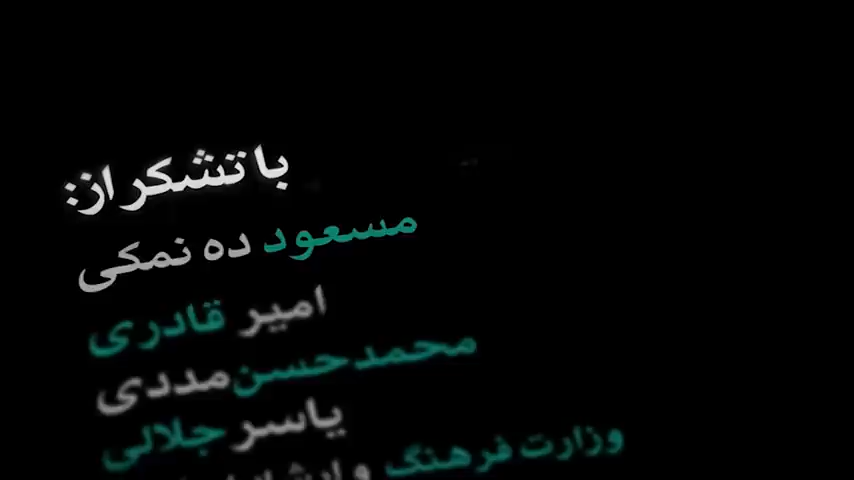 با تشکر از:
مسعود ده نمکی
امیر قادری
محمدحسن مددی
یاسر جلالی
وزارت فرهنگ و